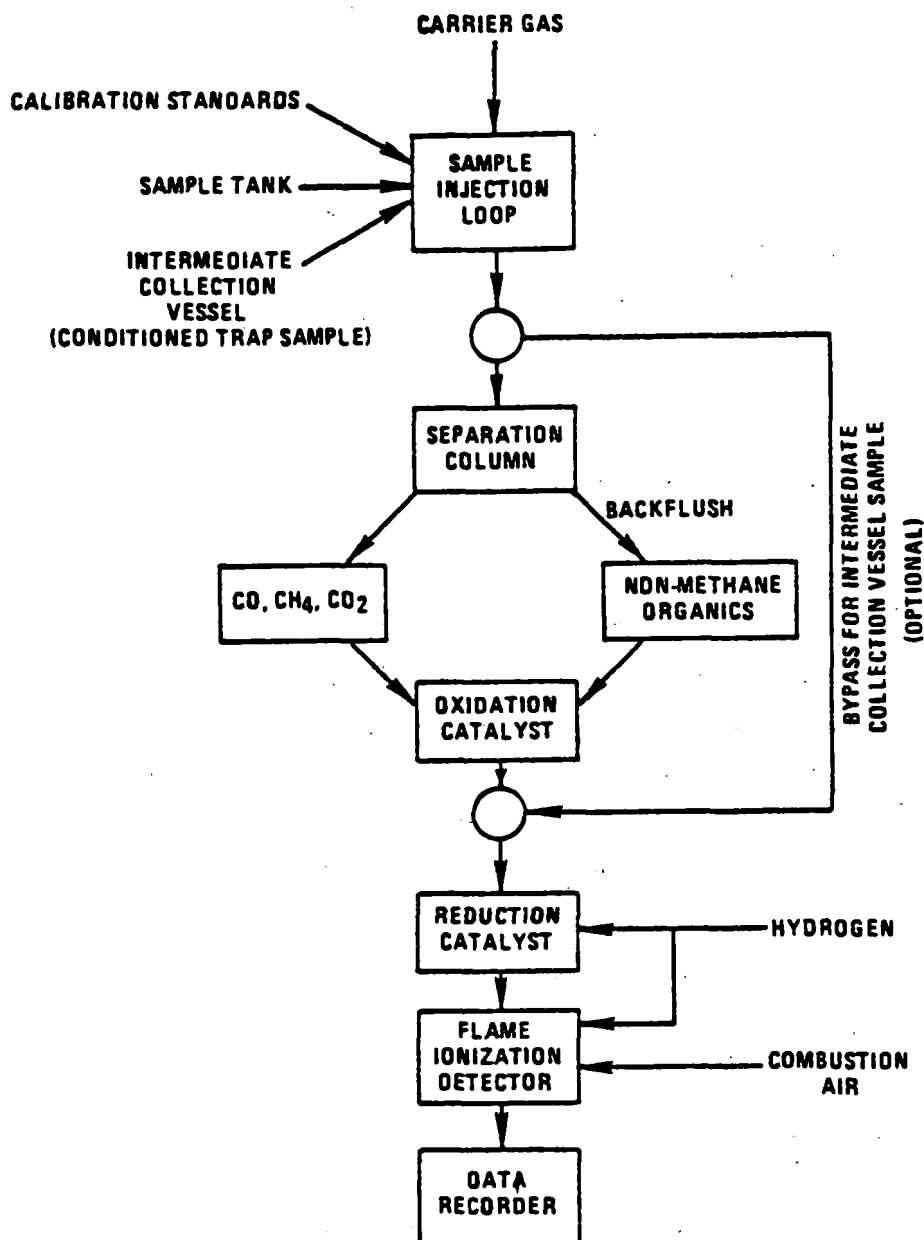 CARRIER GAS
CALIBRATION STANDARDS
SAMPLE TANK
INTERMEDIATE
COLLECTION
VESSEL
(CONDITIONED TRAP SAMPLE)
SAMPLE
INJECTION
LOOP
SEPARATION
COLUMN
BACKFLUSH
CO, CH4, CO2
NON-METHANE
ORGANICS
BYPASS FOR INTERMEDIATE
COLLECTION VESSEL SAMPLE
(OPTIONAL)
OXIDATION
CATALYST
REDUCTION
CATALYST
HYDROGEN
FLAME
IONIZATION
DETECTOR
COMBUSTION
AIR
DATA
RECORDER